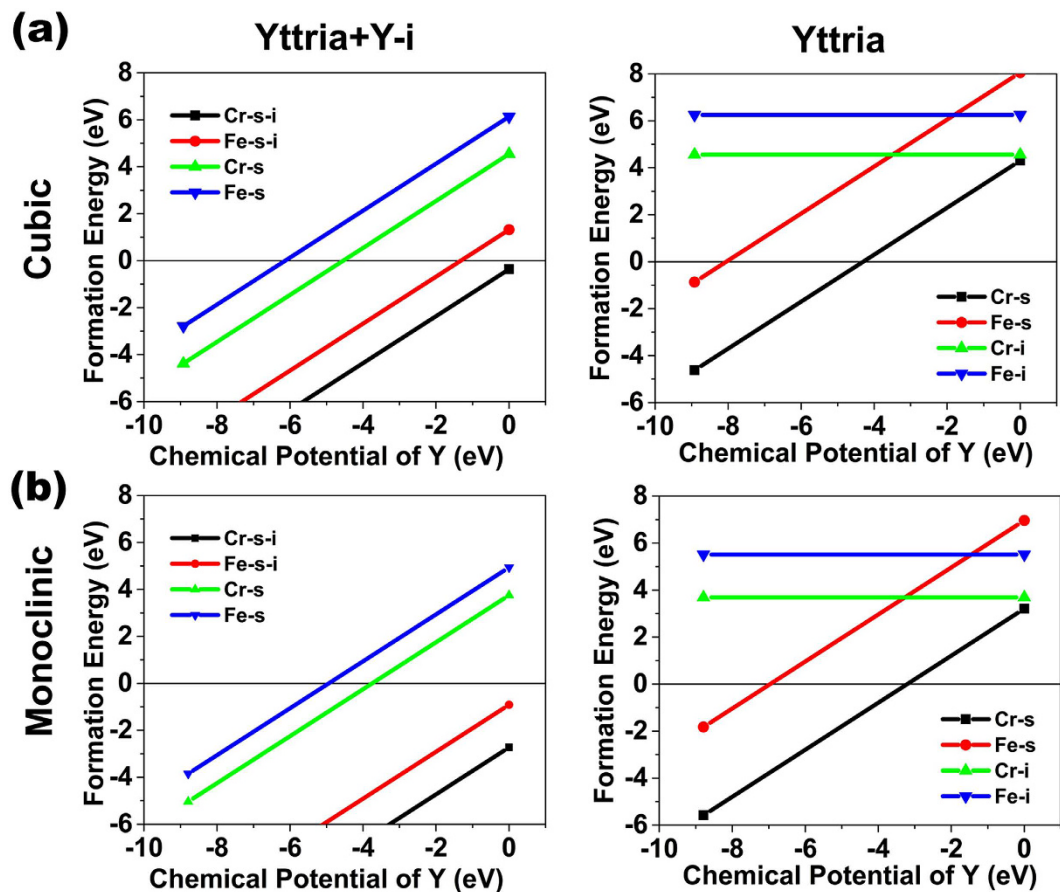 (a)
Yttria+Y-i
Yttria
Cubic
Formation Energy (eV)
8
6
4
2
0
-2
-4
-6
Cr-s-i
Fe-s-i
Cr-s
Fe-s
-10
-8
-6
-4
-2
0
Chemical Potential of Y (eV)
Formation Energy (eV)
8
6
4
2
0
-2
-4
-6
Cr-s
Fe-s
Cr-i
Fe-i
-10
-8
-6
-4
-2
0
Chemical Potential of Y (eV)
(b)
Monoclinic
Formation Energy (eV)
8
6
4
2
0
-2
-4
-6
Cr-s-i
Fe-s-i
Cr-s
Fe-s
-10
-8
-6
-4
-2
0
Chemical Potential of Y (eV)
Formation Energy (eV)
8
6
4
2
0
-2
-4
-6
Cr-s
Fe-s
Cr-i
Fe-i
-10
-8
-6
-4
-2
0
Chemical Potential of Y (eV)